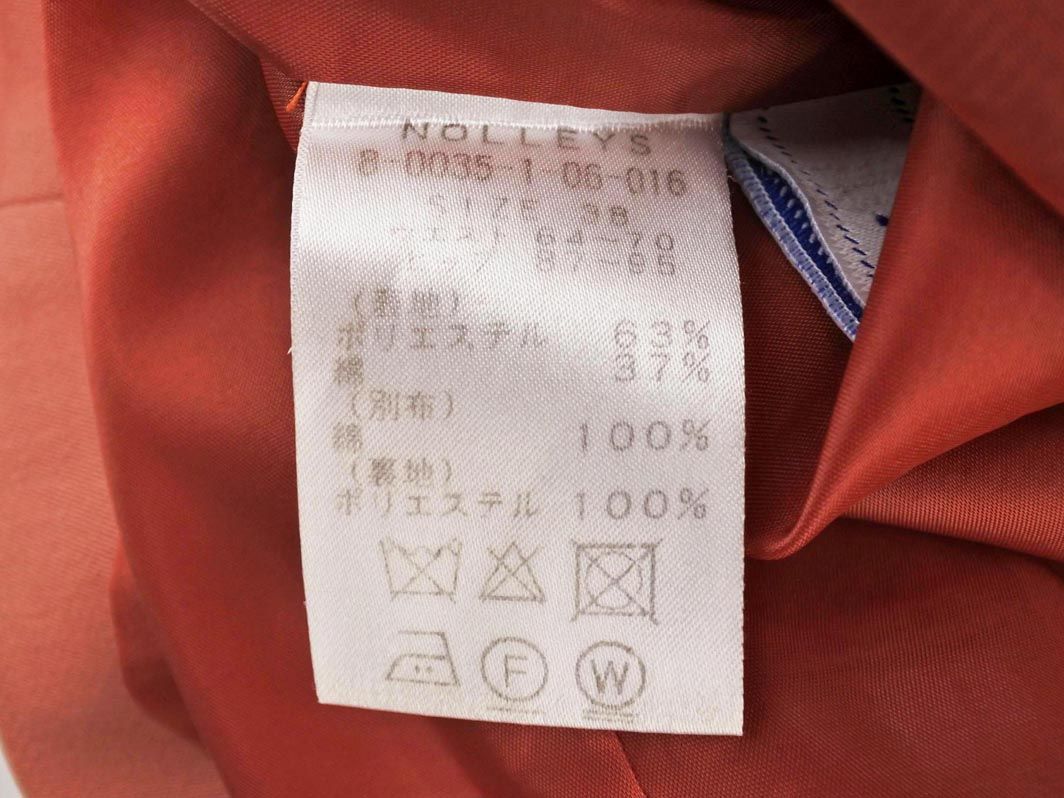 NOLLEYS
8-0035-1-06-016
SIZE 38
ウエスト 64~70
ヒップ 87~95
(表地)
ポリエステル 63%
綿 37%
(別布)
綿 100%
(裏地)
ポリエステル 100%
F W